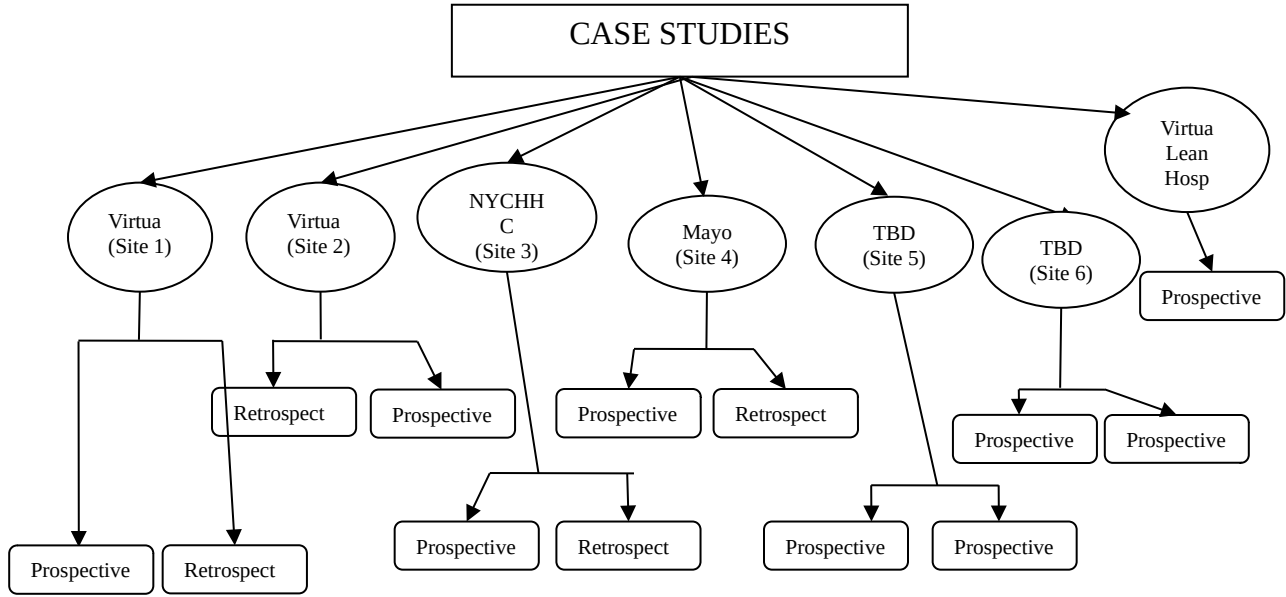 CASE STUDIES
Virtua
Lean
Hosp
Virtua
(Site 1)
Virtua
(Site 2)
NYCHH
C
(Site 3)
Mayo
(Site 4)
TBD
(Site 5)
TBD
(Site 6)
Prospective
Retrospect
Prospective
Prospective
Retrospect
Prospective
Prospective
Prospective
Retrospect
Prospective
Prospective
Prospective
Retrospect